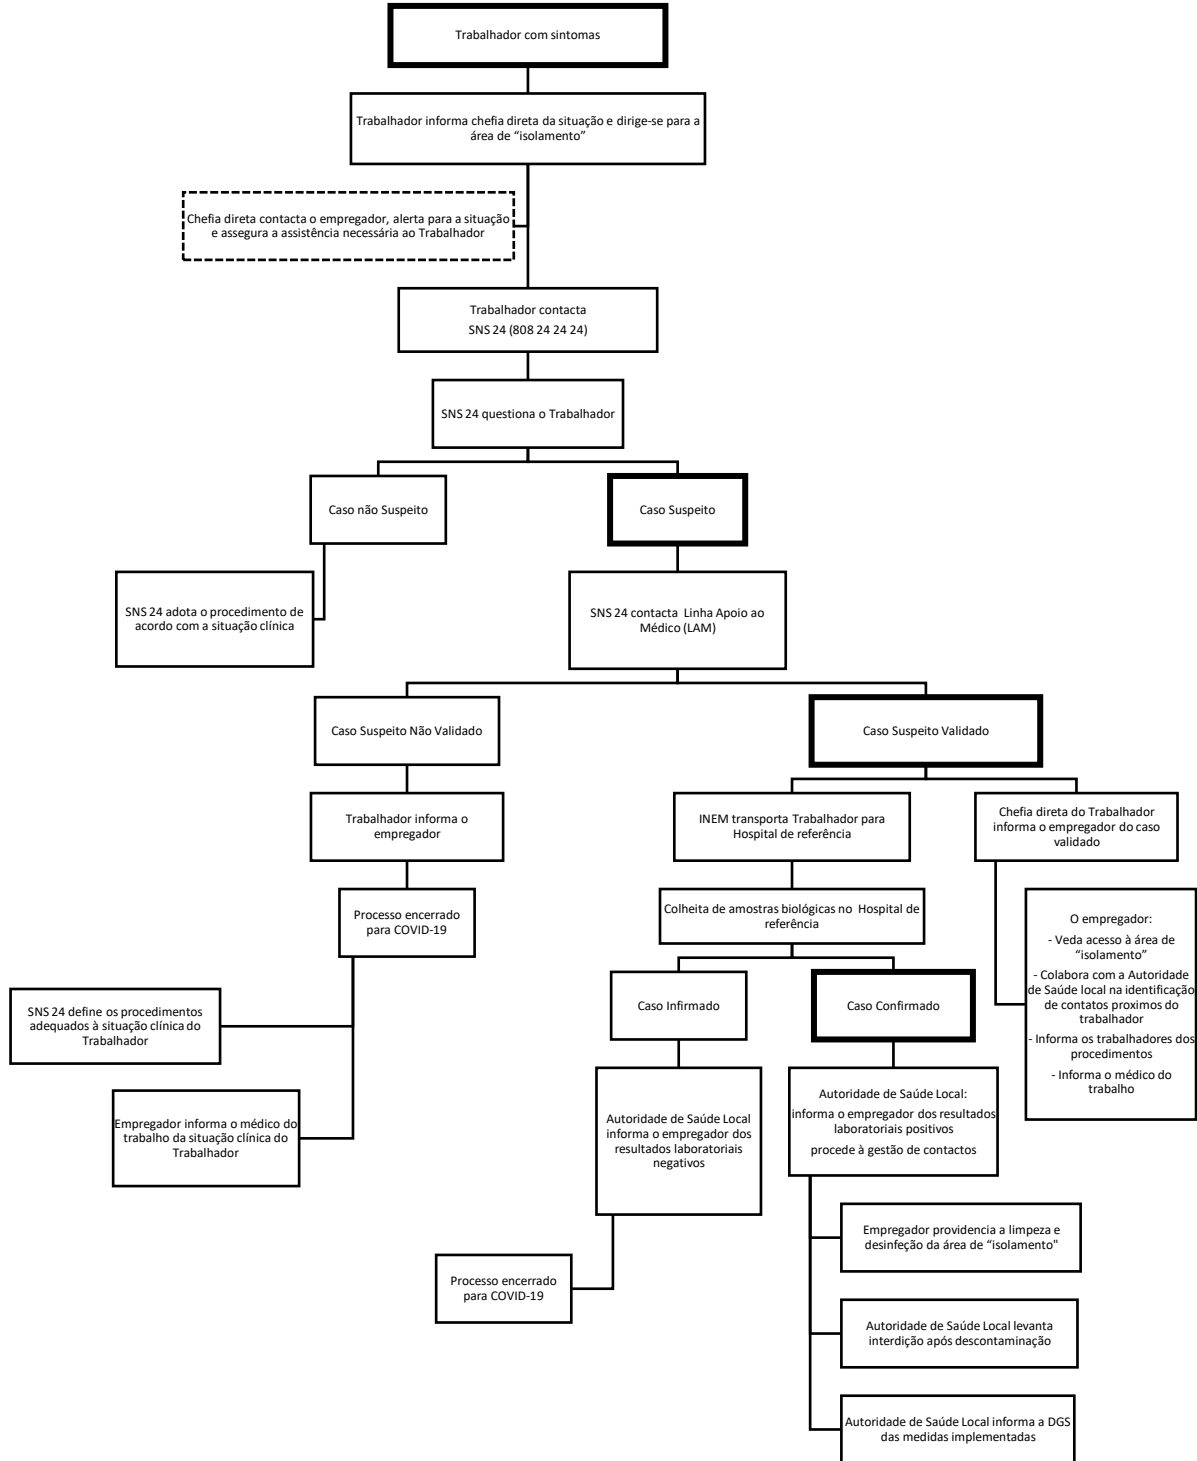 Trabalhador com sintomas
Trabalhador informa chefia direta da situação e dirige-se para a
área de “isolamento”
Chefia direta contacta o empregador, alerta para a situação
e assegura a assistência necessária ao Trabalhador
Trabalhador contacta
SNS 24 (808 24 24 24)
SNS 24 questiona o Trabalhador
Caso não Suspeito
Caso Suspeito
SNS 24 adota o procedimento de
acordo com a situação clínica
SNS 24 contacta Linha Apoio ao
Médico (LAM)
Caso Suspeito Não Validado
Caso Suspeito Validado
Trabalhador informa o
empregador
INEM transporta Trabalhador para
Hospital de referência
Chefia direta do Trabalhador
informa o empregador do caso
validado
Processo encerrado
para COVID-19
Colheita de amostras biológicas no Hospital de
referência
O empregador:
- Veda acesso à área de
“isolamento”
- Colabora com a Autoridade
de Saúde local na identificação
de contatos proximos do
trabalhador
- Informa os trabalhadores dos
procedimentos
- Informa o médico do
trabalho
SNS 24 define os procedimentos
adequados à situação clínica do
Trabalhador
Caso Infirmado
Caso Confirmado
Empregador informa o médico do
trabalho da situação clínica do
Trabalhador
Autoridade de Saúde Local
informa o empregador dos
resultados laboratoriais
negativos
Autoridade de Saúde Local:
informa o empregador dos resultados
laboratoriais positivos
procede à gestão de contactos
Processo encerrado
para COVID-19
Empregador providencia a limpeza e
desinfeção da área de “isolamento"
Autoridade de Saúde Local levanta
interdição após descontaminação
Autoridade de Saúde Local informa a DGS
das medidas implementadas